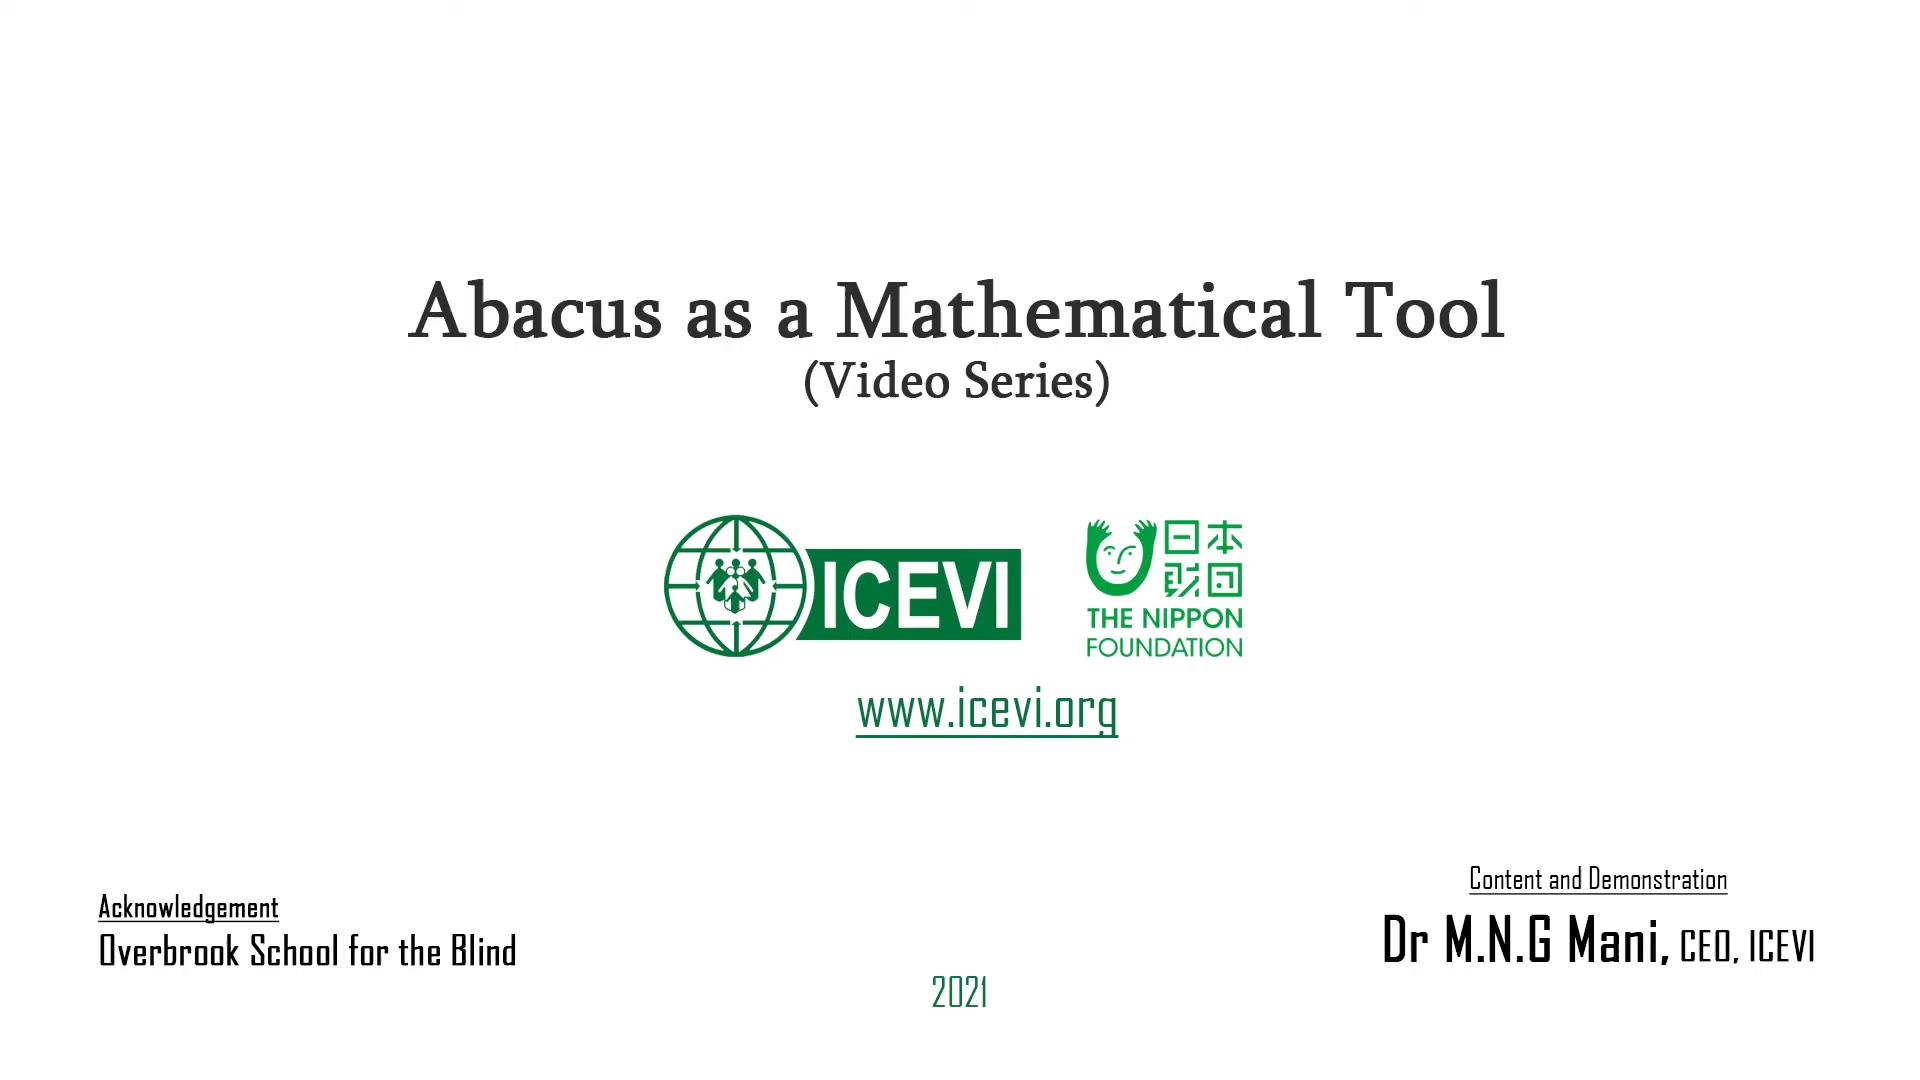 Abacus as a Mathematical Tool
(Video Series)
ICEVI
日本
財団
THE NIPPON
FOUNDATION
www.icevi.org
Acknowledgement
Overbrook School for the Blind
Content and Demonstration
Dr M.N.G Mani, CEO, ICEVI
2021